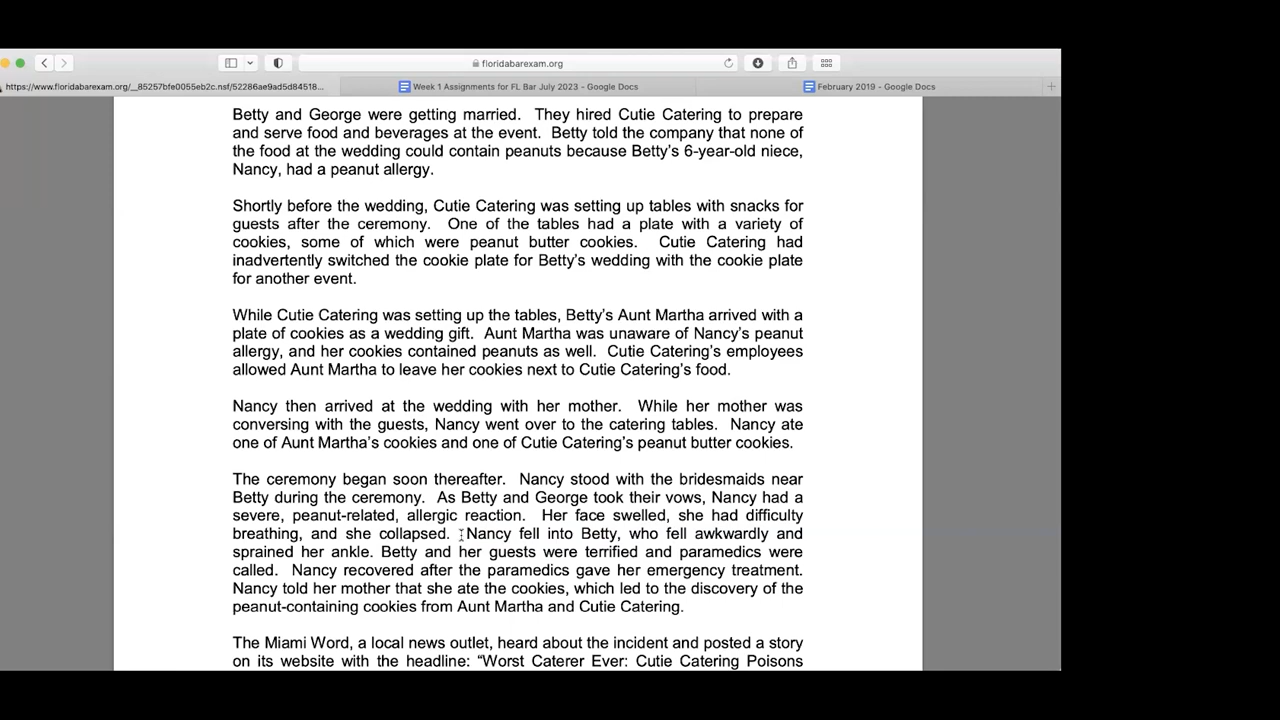 floridabarexam.org
https://www.floridabarexam.org/__85257bfe0055eb2c.nsf/52286ae9ad5d84518...
Week 1 Assignments for FL Bar July 2023 - Google Docs
February 2019 - Google Docs
Betty and George were getting married. They hired Cutie Catering to prepare
and serve food and beverages at the event. Betty told the company that none of
the food at the wedding could contain peanuts because Betty's 6-year-old niece,
Nancy, had a peanut allergy.
Shortly before the wedding, Cutie Catering was setting up tables with snacks for
guests after the ceremony. One of the tables had a plate with a variety of
cookies, some of which were peanut butter cookies. Cutie Catering had
inadvertently switched the cookie plate for Betty's wedding with the cookie plate
for another event.
While Cutie Catering was setting up the tables, Betty's Aunt Martha arrived with a
plate of cookies as a wedding gift. Aunt Martha was unaware of Nancy's peanut
allergy, and her cookies contained peanuts as well. Cutie Catering's employees
allowed Aunt Martha to leave her cookies next to Cutie Catering's food.
Nancy then arrived at the wedding with her mother. While her mother was
conversing with the guests, Nancy went over to the catering tables. Nancy ate
one of Aunt Martha's cookies and one of Cutie Catering's peanut butter cookies.
The ceremony began soon thereafter. Nancy stood with the bridesmaids near
Betty during the ceremony. As Betty and George took their vows, Nancy had a
severe, peanut-related, allergic reaction. Her face swelled, she had difficulty
breathing, and she collapsed. Nancy fell into Betty, who fell awkwardly and
sprained her ankle. Betty and her guests were terrified and paramedics were
called. Nancy recovered after the paramedics gave her emergency treatment.
Nancy told her mother that she ate the cookies, which led to the discovery of the
peanut-containing cookies from Aunt Martha and Cutie Catering.
The Miami Word, a local news outlet, heard about the incident and posted a story
on its website with the headline: "Worst Caterer Ever: Cutie Catering Poisons